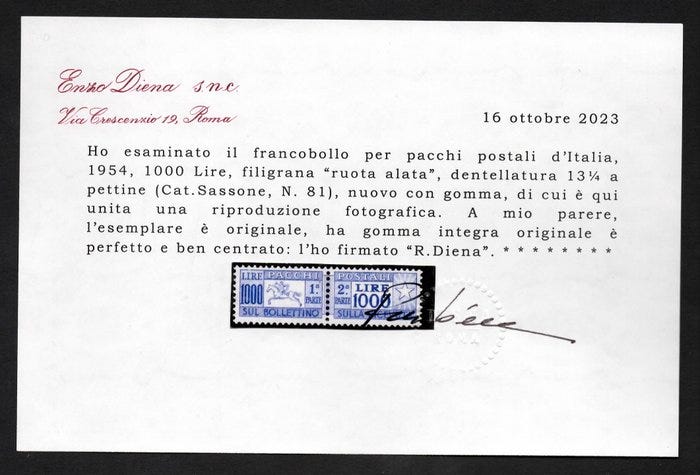 Enzo Diena s.n.c.
Via Crescenzio 19, Roma
16 ottobre 2023
Ho esaminato il francobollo per pacchi postali d'Italia,
1954, 1000 Lire, filigrana "ruota alata", dentellatura 13¼ a
pettine (Cat.Sassone, N. 81), nuovo con gomma, di cui è qui
unita una riproduzione fotografica. A mio parere,
l'esemplare è originale, ha gomma integra originale è
perfetto e ben centrato: l'ho firmato "R.Diena". * * * * * * * *
LIRE PACCHI POSTALI
1000 1ª PARTE 2ª PARTE LIRE 1000
SUL BOLLETTINO